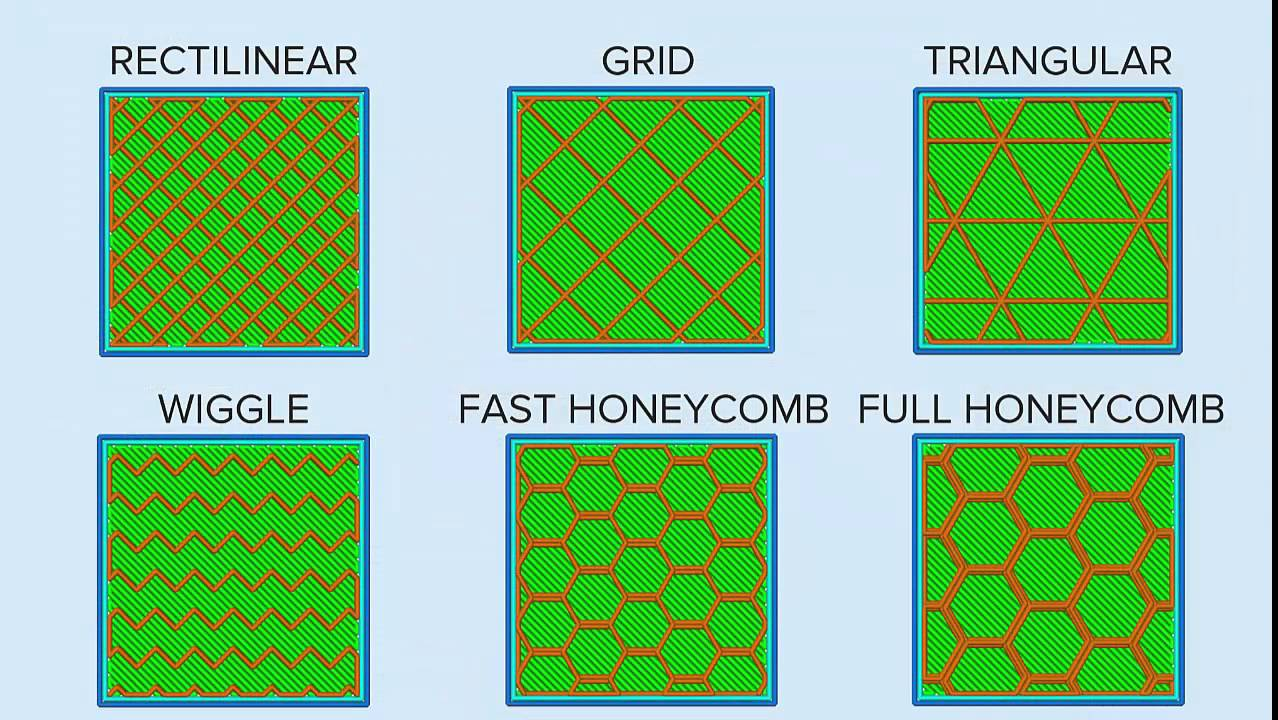 RECTILINEAR
GRID
TRIANGULAR
WIGGLE
FAST HONEYCOMB
FULL HONEYCOMB